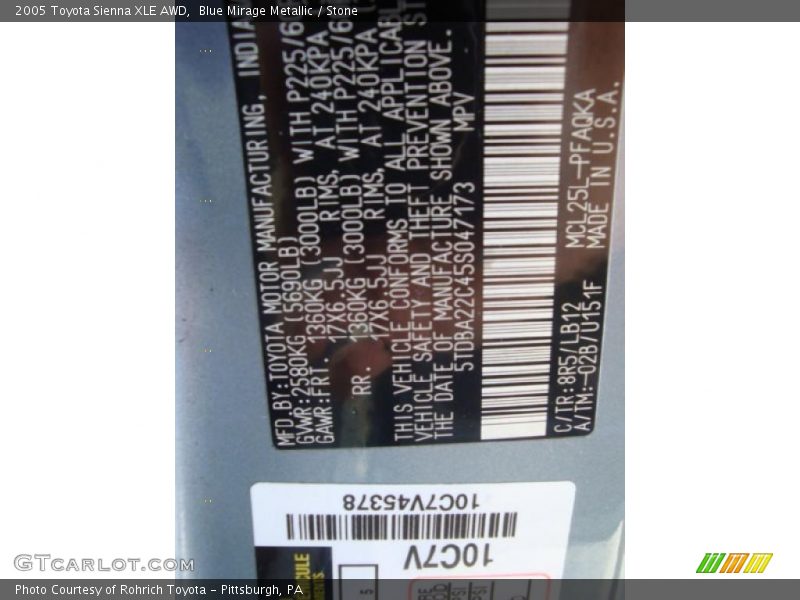 2005 Toyota Sienna XLE AWD, Blue Mirage Metallic / Stone
MFD.BY:TOYOTA MOTOR MANUFACTURING, INDIA
GVWR:2580KG (5690LB)
GAWR:FRT. 1360KG (3000LB) WITH P225/6
17X6.5JJ RIMS, AT 240KPA
RR. 1360KG (3000LB) WITH P225/6
17X6.5JJ RIMS, AT 240KPA (
THIS VEHICLE CONFORMS TO ALL APPLICABL
VEHICLE SAFETY AND THEFT PREVENTION ST
THE DATE OF MANUFACTURE SHOWN ABOVE.
5TDBA22C45S047173 MPV
C/TR:8R5/LB12 MCL25L-PFAQKA
A/TM:-02B/U151F MADE IN U.S.A.
10C7V45378
10C7V
GTCarLot.com
Photo Courtesy of Rohrich Toyota - Pittsburgh, PA